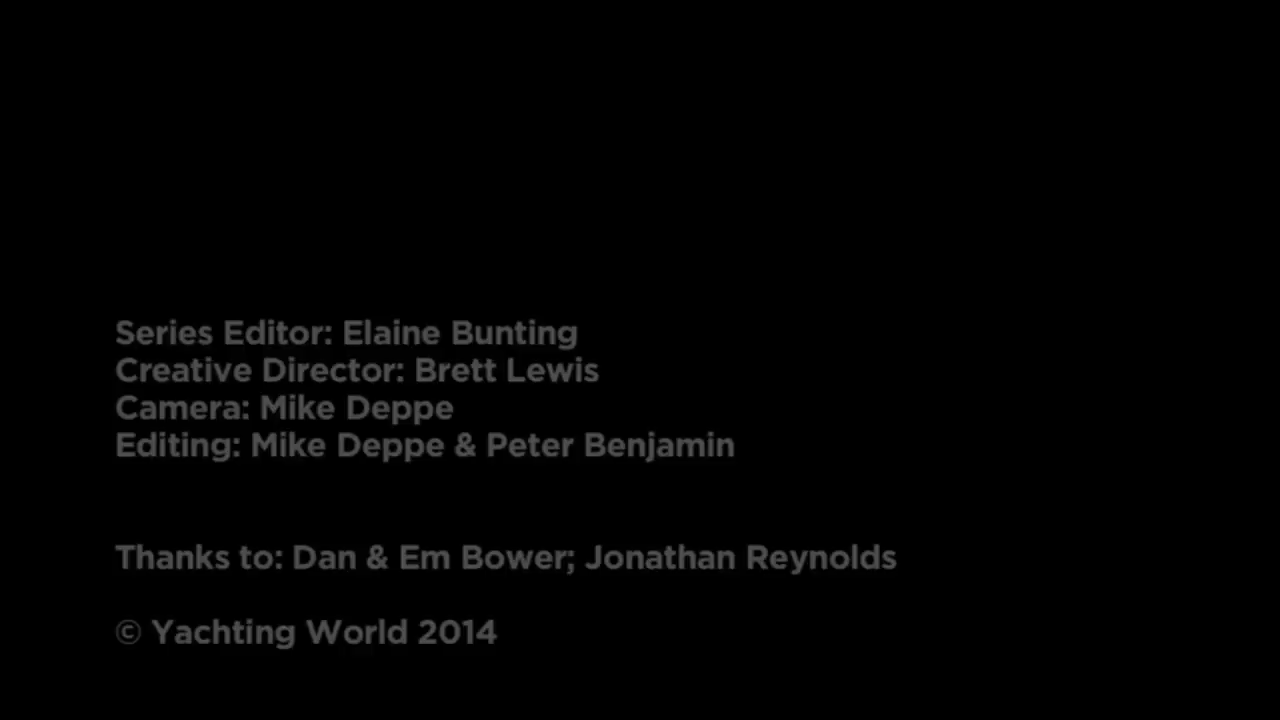 Series Editor: Elaine Bunting
Creative Director: Brett Lewis
Camera: Mike Deppe
Editing: Mike Deppe & Peter Benjamin
Thanks to: Dan & Em Bower; Jonathan Reynolds
© Yachting World 2014